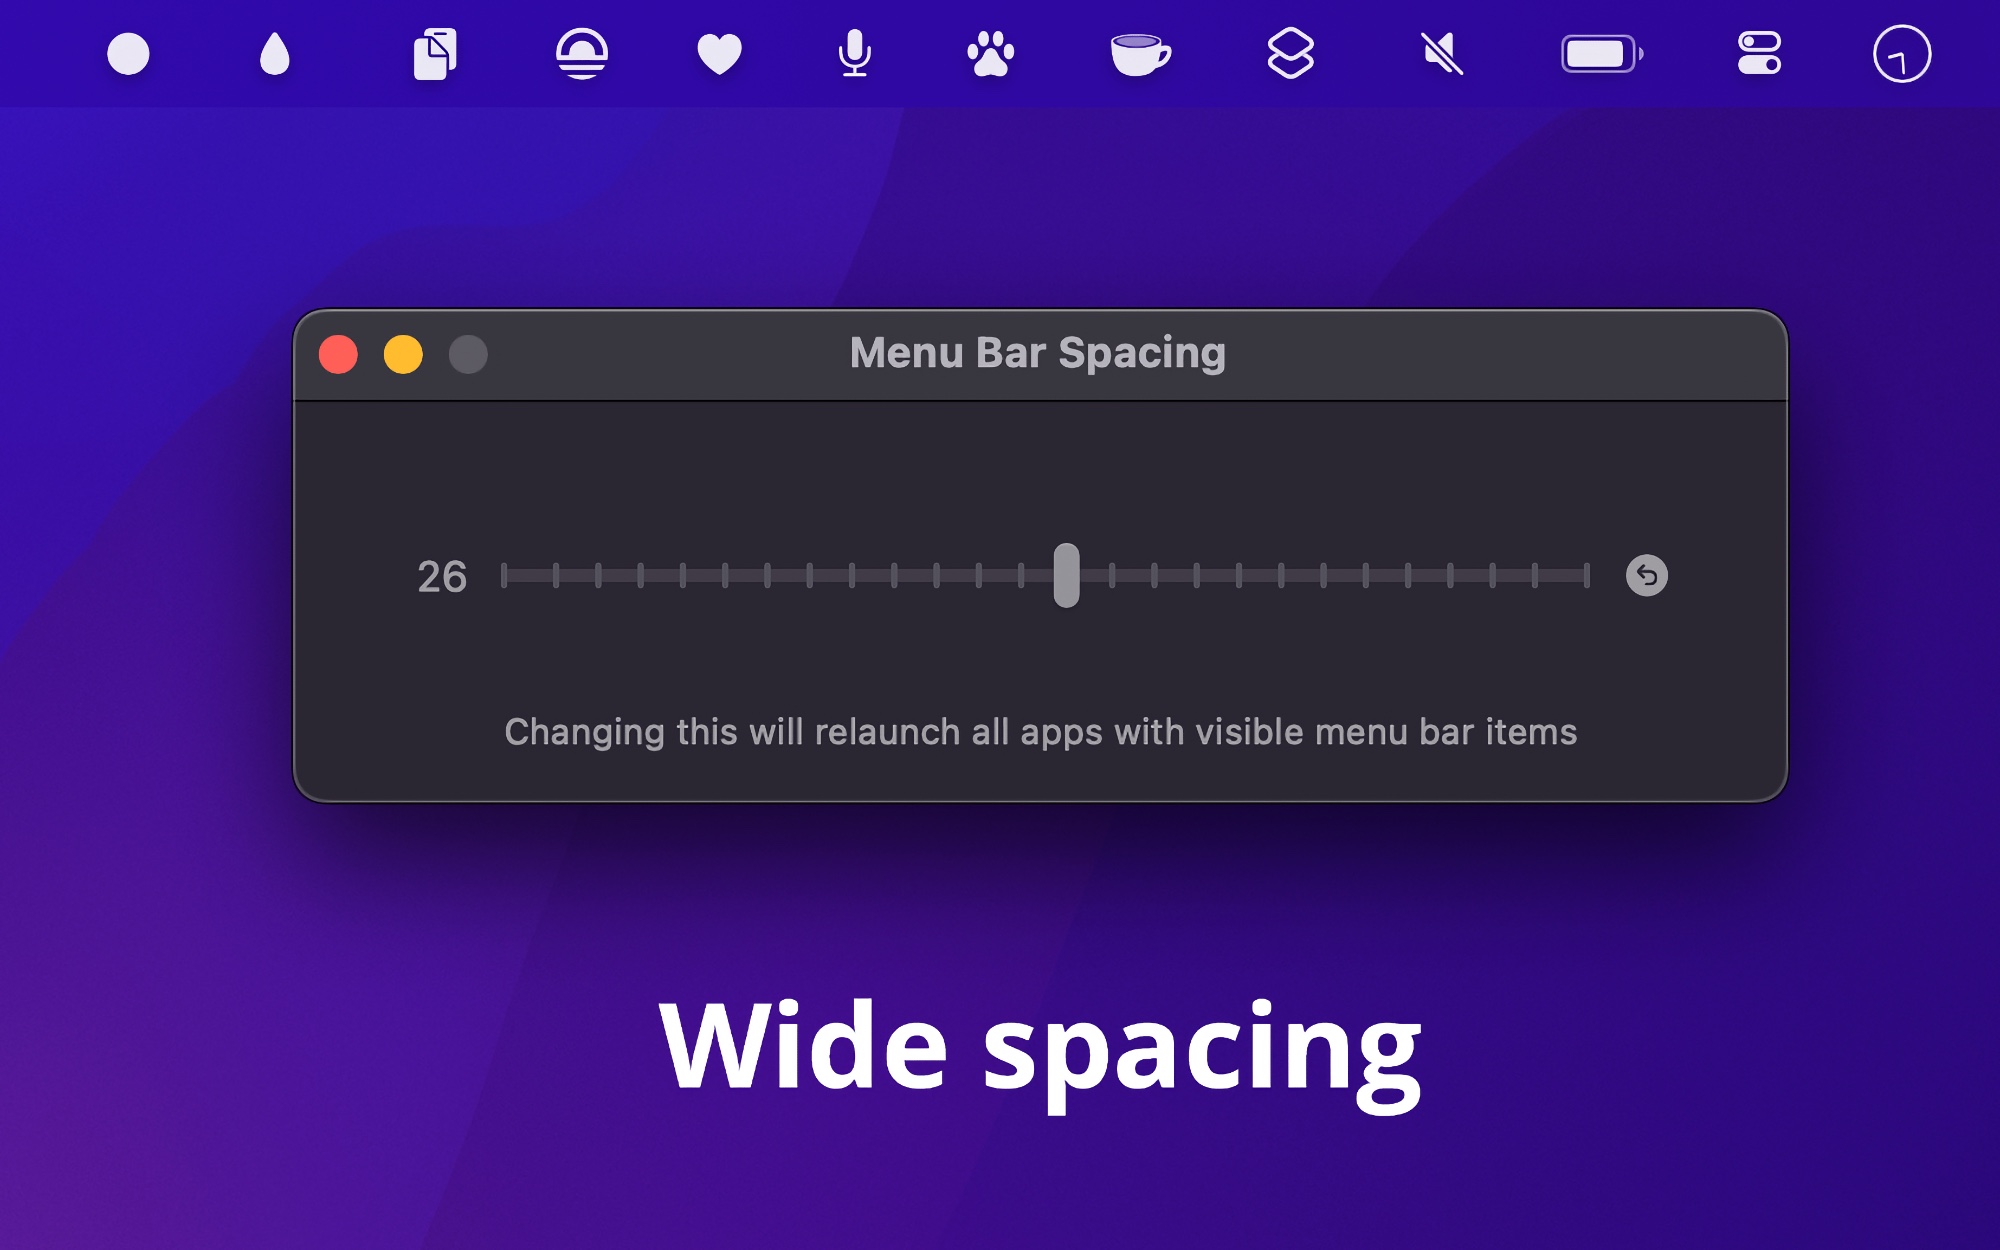 Menu Bar Spacing
26
Changing this will relaunch all apps with visible menu bar items
Wide spacing